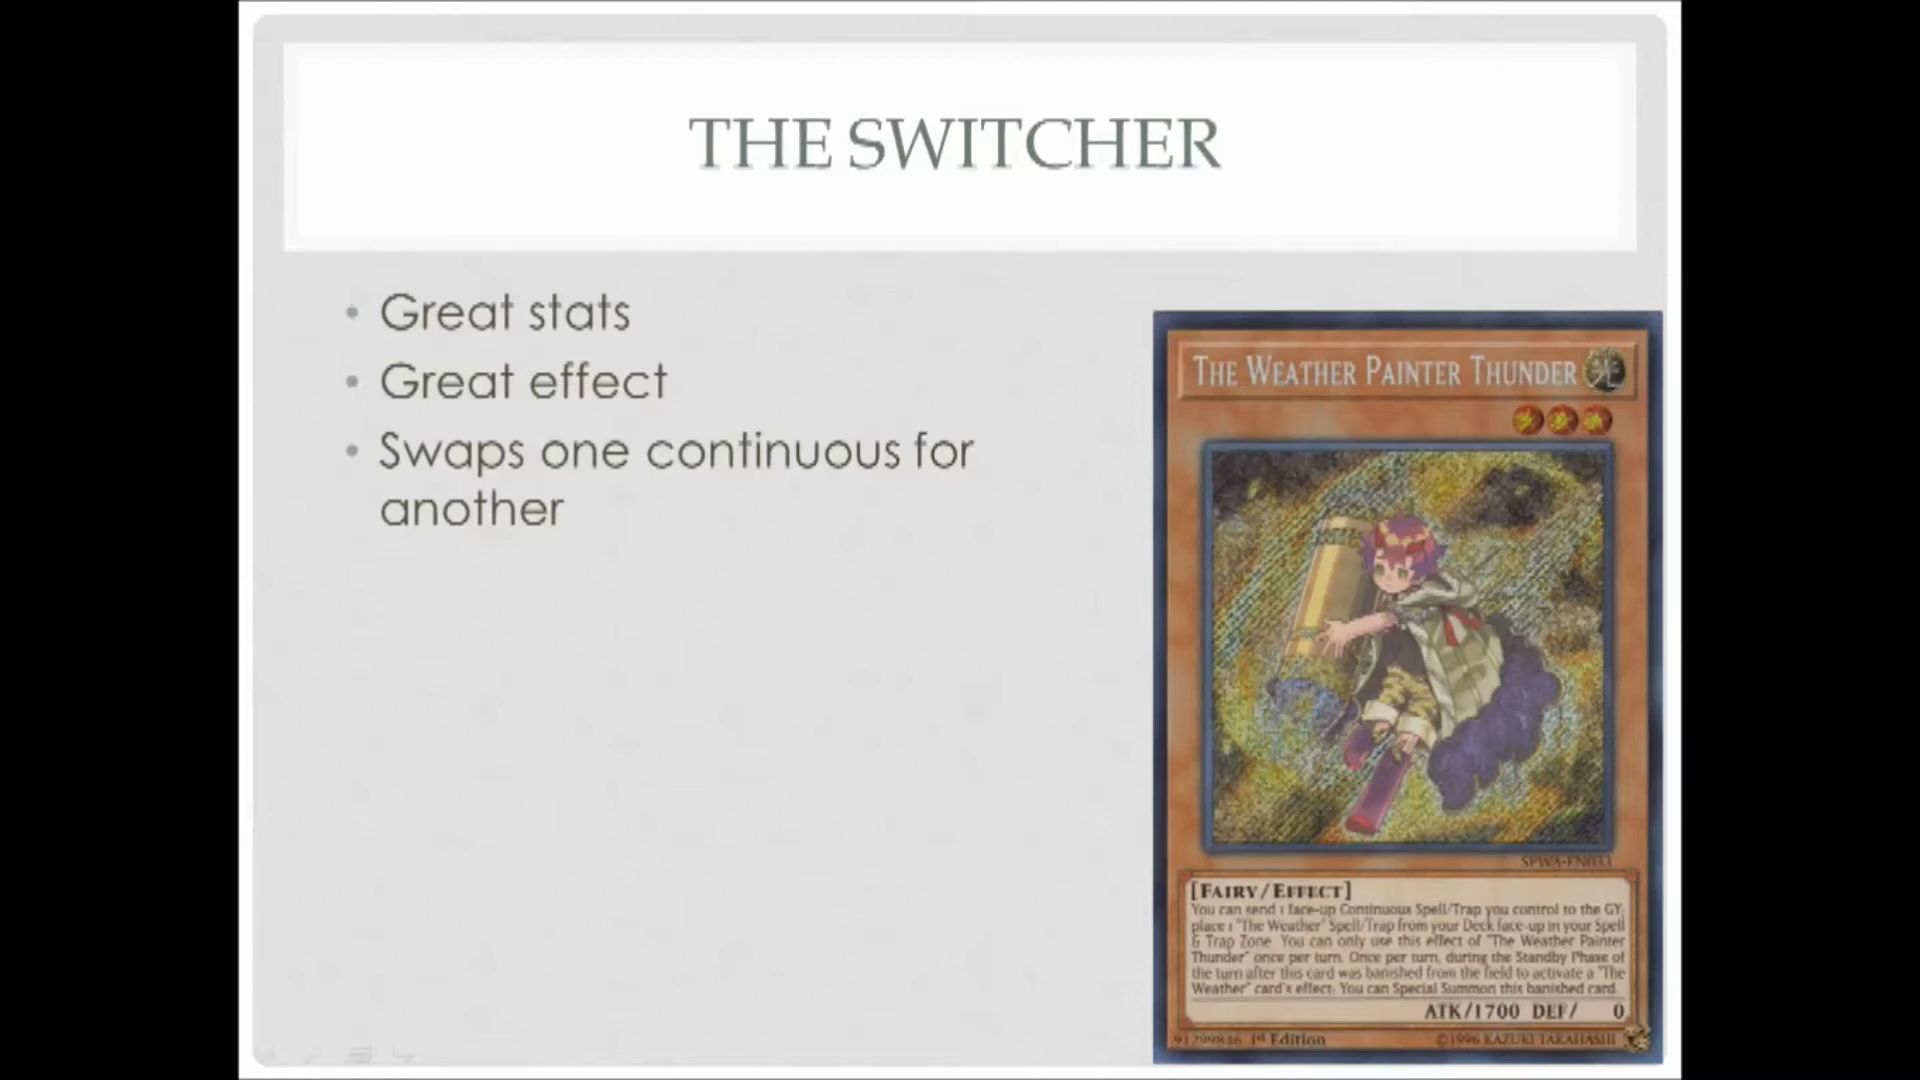 THE SWITCHER
• Great stats
• Great effect
• Swaps one continuous for
another
THE WEATHER PAINTER THUNDER 光
SPWA-EN033
[FAIRY/EFFECT]
You can send 1 face-up Continuous Spell/Trap you control to the GY;
place 1 "The Weather" Spell/Trap from your Deck face-up in your Spell
& Trap Zone. You can only use this effect of "The Weather Painter
Thunder" once per turn. Once per turn, during the Standby Phase of
the turn after this card was banished from the field to activate a "The
Weather" card's effect: You can Special Summon this banished card.
ATK/1700 DEF/ 0
91299846 1st Edition ©1996 KAZUKI TAKAHASHI